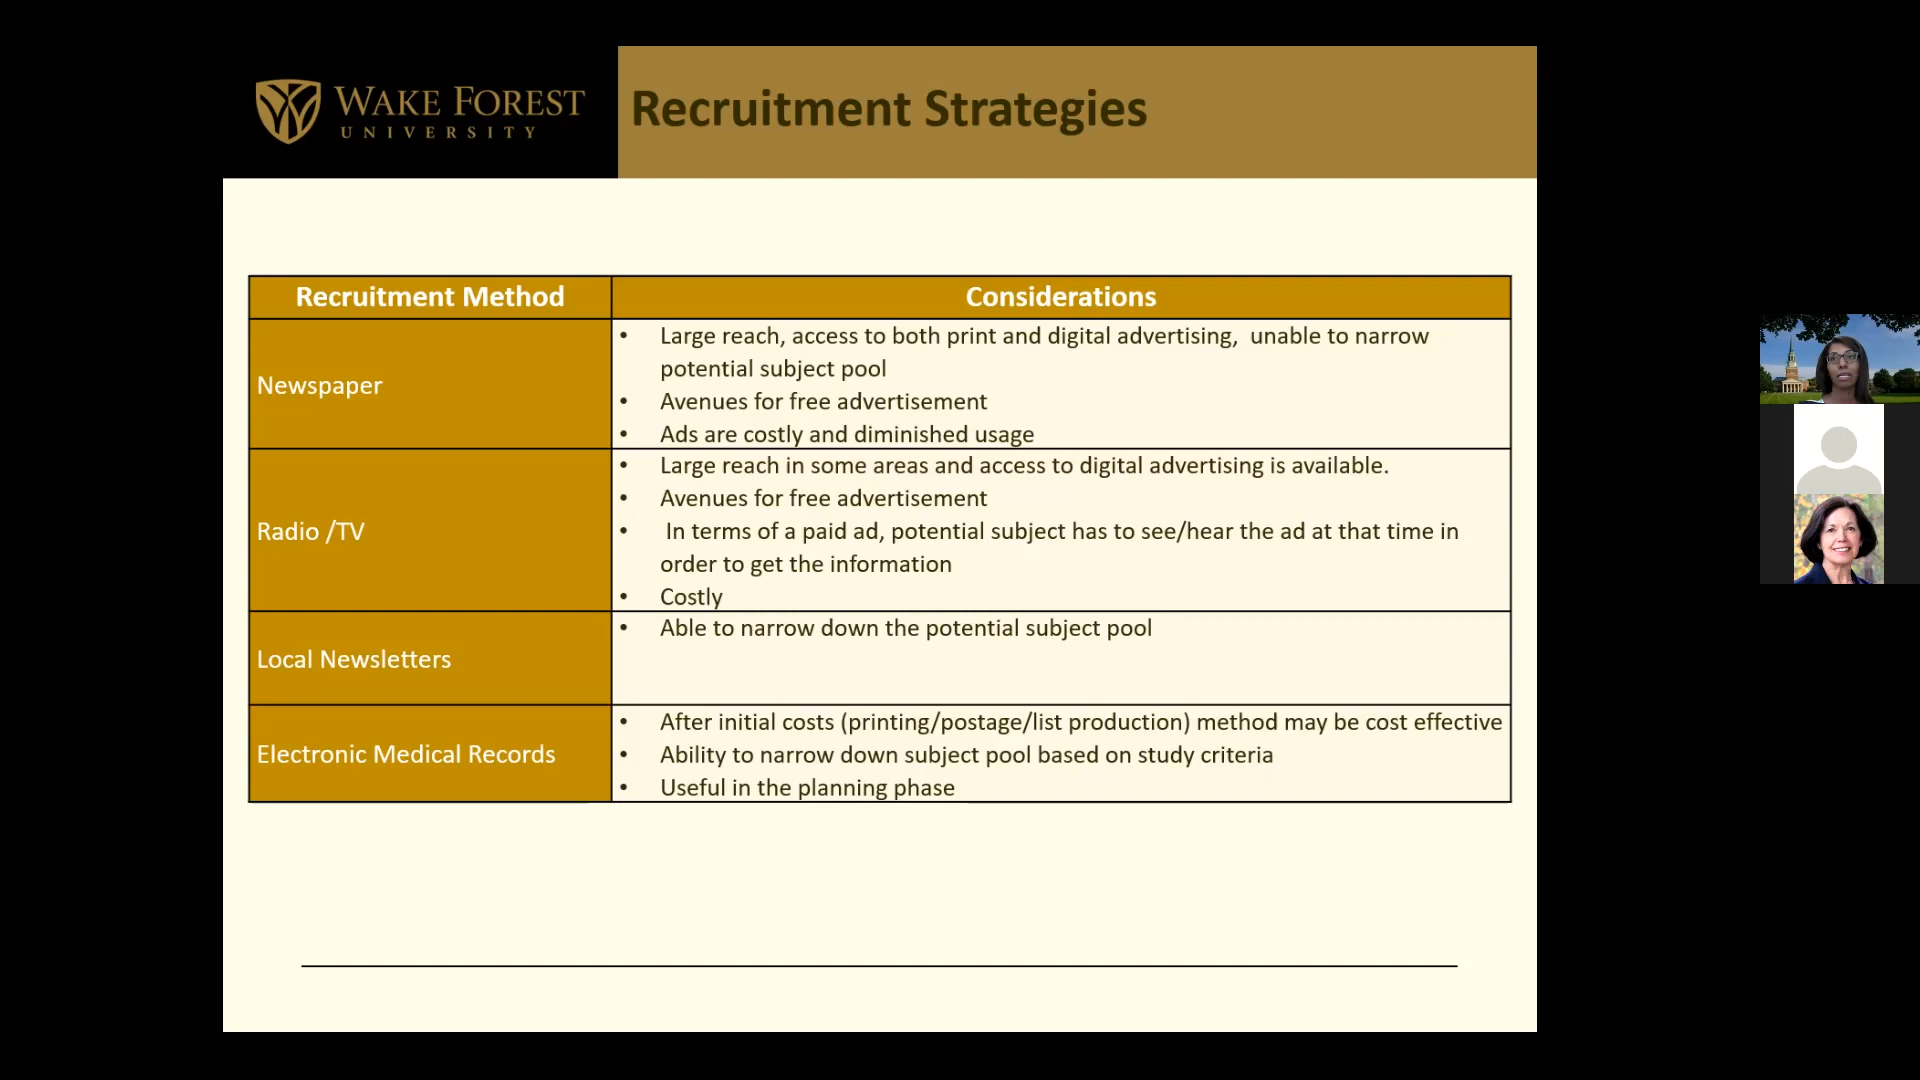 WAKE FOREST
UNIVERSITY
Recruitment Strategies
Recruitment Method
Considerations
Newspaper
• Large reach, access to both print and digital advertising,  unable to narrow
potential subject pool
• Avenues for free advertisement
• Ads are costly and diminished usage
Radio /TV
• Large reach in some areas and access to digital advertising is available.
• Avenues for free advertisement
• In terms of a paid ad, potential subject has to see/hear the ad at that time in
order to get the information
• Costly
Local Newsletters
• Able to narrow down the potential subject pool
Electronic Medical Records
• After initial costs (printing/postage/list production) method may be cost effective
• Ability to narrow down subject pool based on study criteria
• Useful in the planning phase